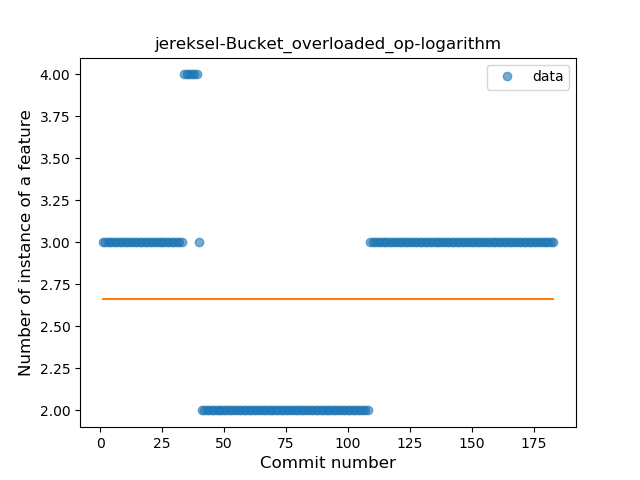 jereksel-Bucket_overloaded_op-logarithm
data
Number of instance of a feature
4.00
3.75
3.50
3.25
3.00
2.75
2.50
2.25
2.00
0 25 50 75 100 125 150 175
Commit number